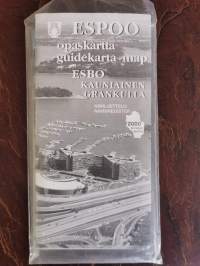 ESPOO
opaskartta
guidekarta-map
ESBO
KAUNIAINEN
GRANKULLA
2000